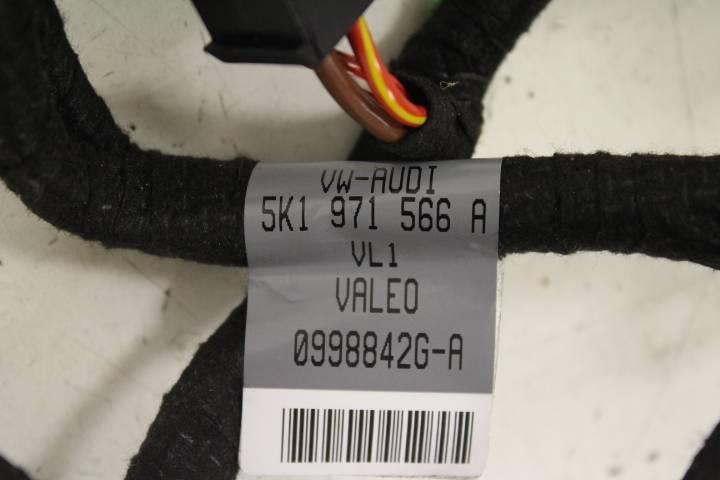 VW-AUDI
5K1 971 566 A
VL1
VALEO
0998842G-A